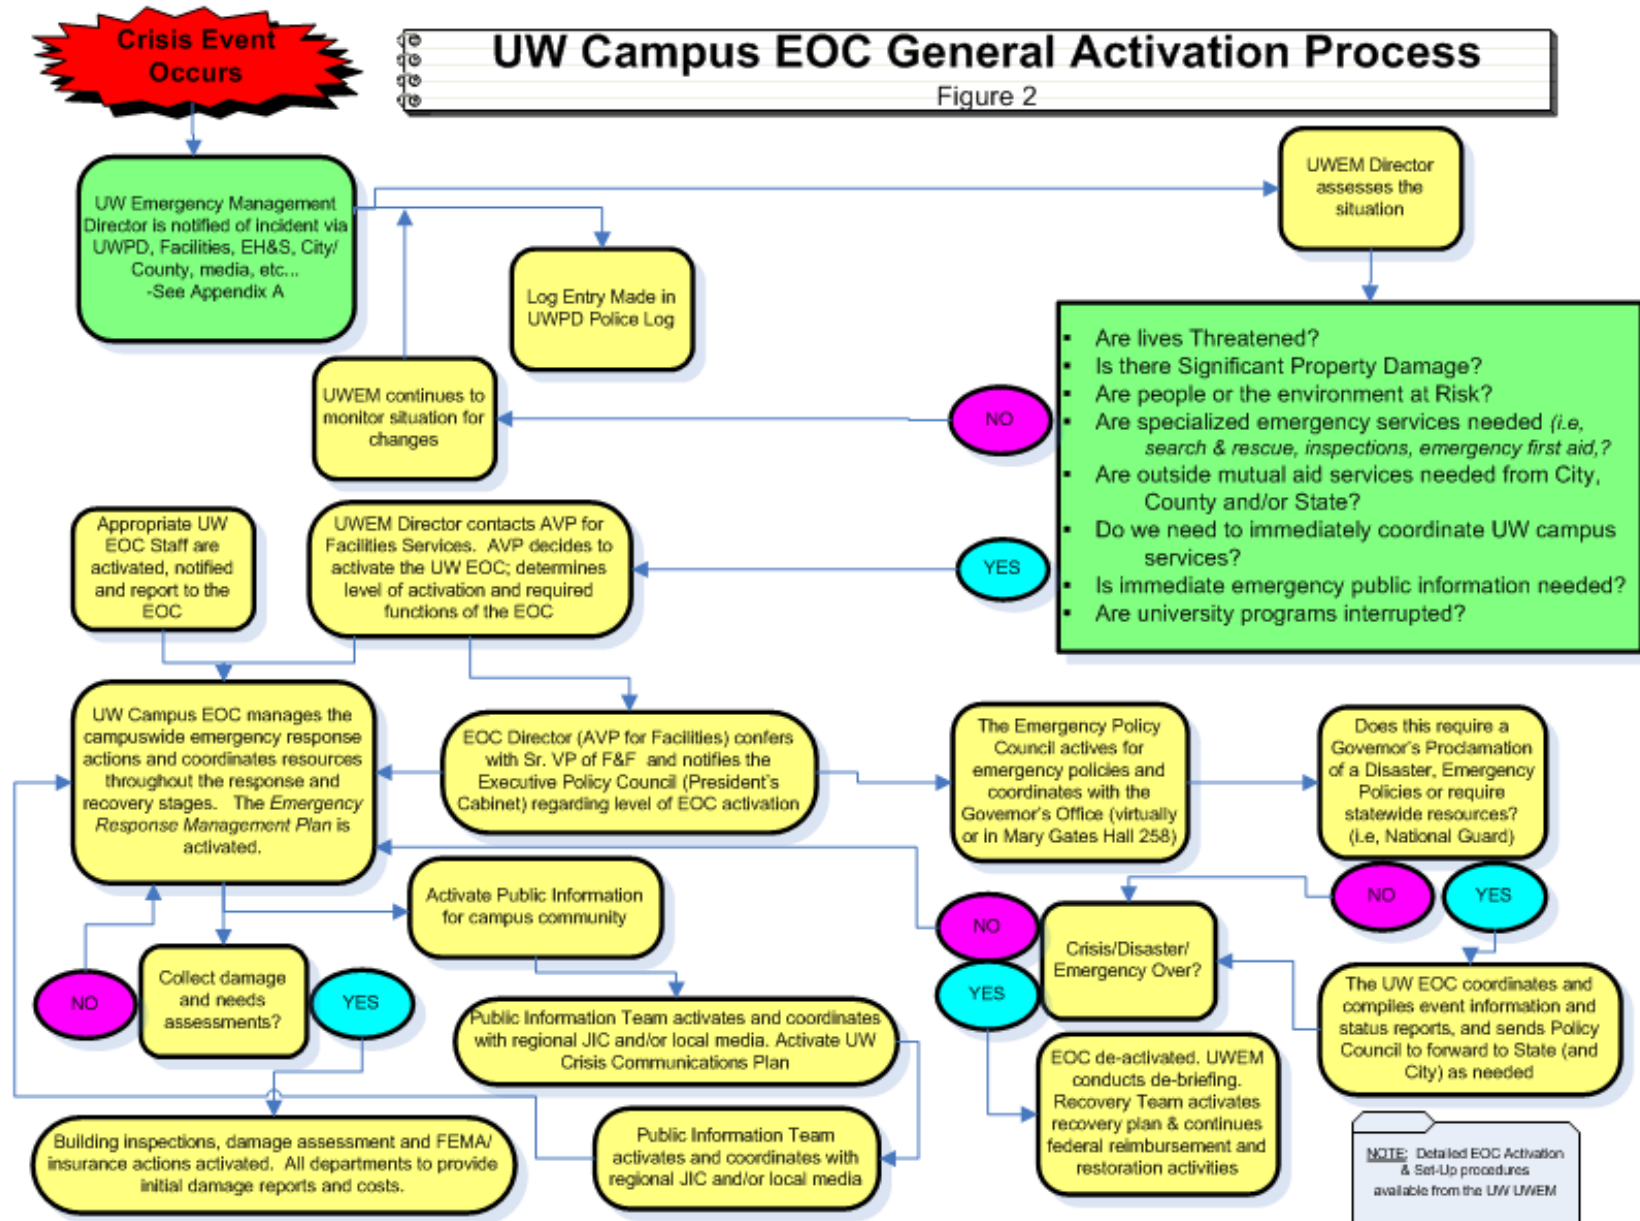 Crisis Event
Occurs
UW Campus EOC General Activation Process
Figure 2
UW Emergency Management
Director is notified of incident via
UWPD, Facilities, EH&S, City/
County, media, etc...
-See Appendix A
Log Entry Made in
UWPD Police Log
UWEM Director
assesses the
situation
UWEM continues to
monitor situation for
changes
NO
▪ Are lives Threatened?
▪ Is there Significant Property Damage?
▪ Are people or the environment at Risk?
▪ Are specialized emergency services needed (i.e,
search & rescue, inspections, emergency first aid,?
▪ Are outside mutual aid services needed from City,
County and/or State?
▪ Do we need to immediately coordinate UW campus
services?
▪ Is immediate emergency public information needed?
▪ Are university programs interrupted?
YES
Appropriate UW
EOC Staff are
activated, notified
and report to the
EOC
UWEM Director contacts AVP for
Facilities Services. AVP decides to
activate the UW EOC; determines
level of activation and required
functions of the EOC
UW Campus EOC manages the
campuswide emergency response
actions and coordinates resources
throughout the response and
recovery stages. The Emergency
Response Management Plan is
activated.
EOC Director (AVP for Facilities) confers
with Sr. VP of F&F and notifies the
Executive Policy Council (President's
Cabinet) regarding level of EOC activation
The Emergency Policy
Council actives for
emergency policies and
coordinates with the
Governor's Office (virtually
or in Mary Gates Hall 258)
Does this require a
Governor's Proclamation
of a Disaster, Emergency
Policies or require
statewide resources?
(i.e, National Guard)
NO
YES
Activate Public Information
for campus community
NO
YES
Crisis/Disaster/
Emergency Over?
NO
Collect damage
and needs
assessments?
YES
Public Information Team activates and coordinates
with regional JIC and/or local media. Activate UW
Crisis Communications Plan
The UW EOC coordinates and
compiles event information and
status reports, and sends Policy
Council to forward to State (and
City) as needed
EOC de-activated. UWEM
conducts de-briefing.
Recovery Team activates
recovery plan & continues
federal reimbursement and
restoration activities
Building inspections, damage assessment and FEMA/
insurance actions activated. All departments to provide
initial damage reports and costs.
Public Information Team
activates and coordinates with
regional JIC and/or local media
NOTE: Detailed EOC Activation
& Set-Up procedures
available from the UW UWEM